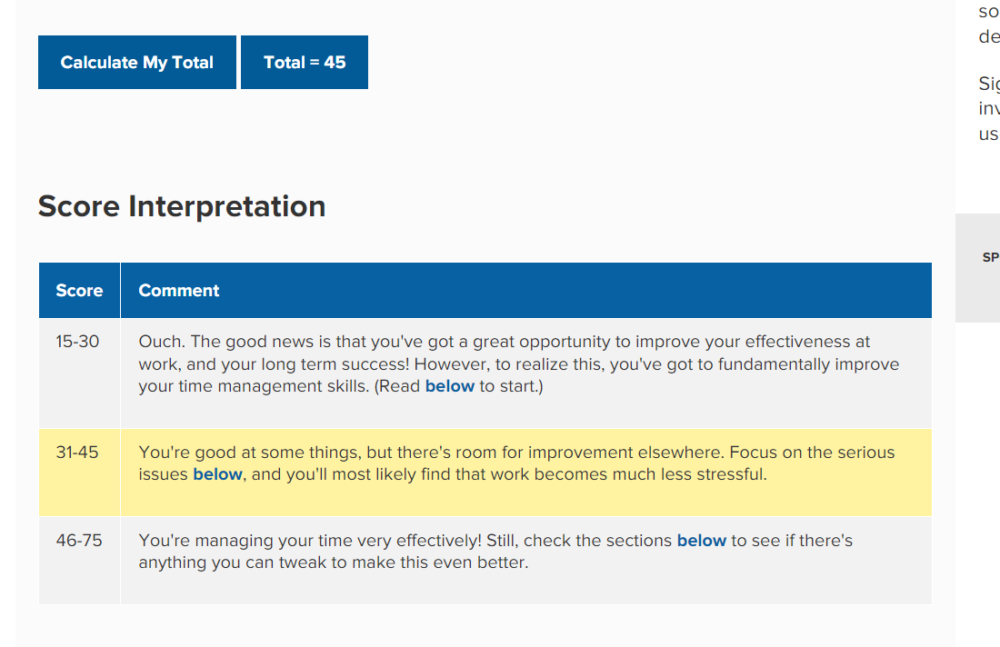 Calculate My Total
Total = 45
Score Interpretation
Score Comment
15-30 Ouch. The good news is that you've got a great opportunity to improve your effectiveness at
work, and your long term success! However, to realize this, you've got to fundamentally improve
your time management skills. (Read below to start.)
31-45 You're good at some things, but there's room for improvement elsewhere. Focus on the serious
issues below, and you'll most likely find that work becomes much less stressful.
46-75 You're managing your time very effectively! Still, check the sections below to see if there's
anything you can tweak to make this even better.
so
de
Sig
inv
us
SP